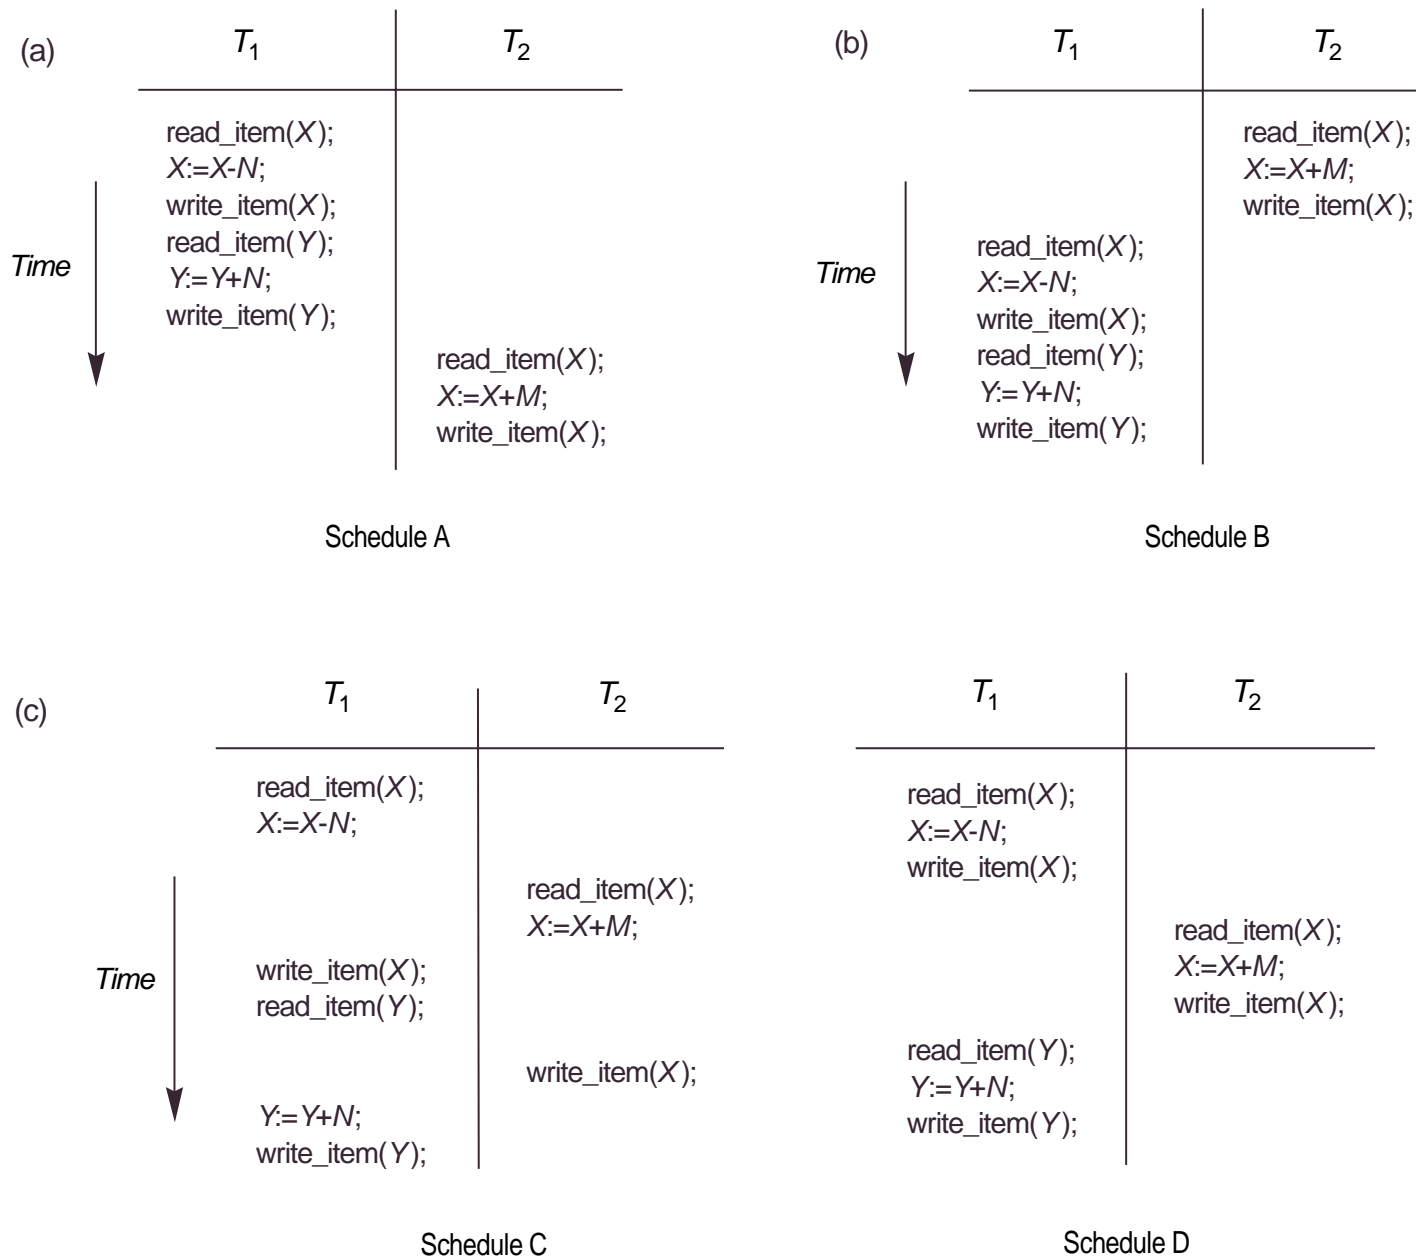 (a)
T1
T2
read_item(X);
X:=X-N;
write_item(X);
read_item(Y);
Time
Y:=Y+N;
write_item(Y);
read_item(X);
X:=X+M;
write_item(X);
Schedule A
(b)
T1
T2
read_item(X);
X:=X+M;
write_item(X);
read_item(X);
Time
X:=X-N;
write_item(X);
read_item(Y);
Y:=Y+N;
write_item(Y);
Schedule B
(c)
T1
T2
read_item(X);
X:=X-N;
read_item(X);
X:=X+M;
Time
write_item(X);
read_item(Y);
write_item(X);
Y:=Y+N;
write_item(Y);
Schedule C
T1
T2
read_item(X);
X:=X-N;
write_item(X);
read_item(X);
X:=X+M;
write_item(X);
read_item(Y);
Y:=Y+N;
write_item(Y);
Schedule D